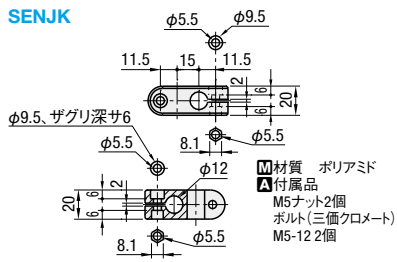 SENJK
φ5.5
φ9.5
11.5
15
11.5
2
6
6
20
φ9.5、ザグリ深サ6
8.1
φ5.5
φ5.5
φ12
20
6
6
2
8.1
φ5.5
M材質 ポリアミド
A付属品
M5ナット2個
ボルト(三価クロメート)
M5-12 2個